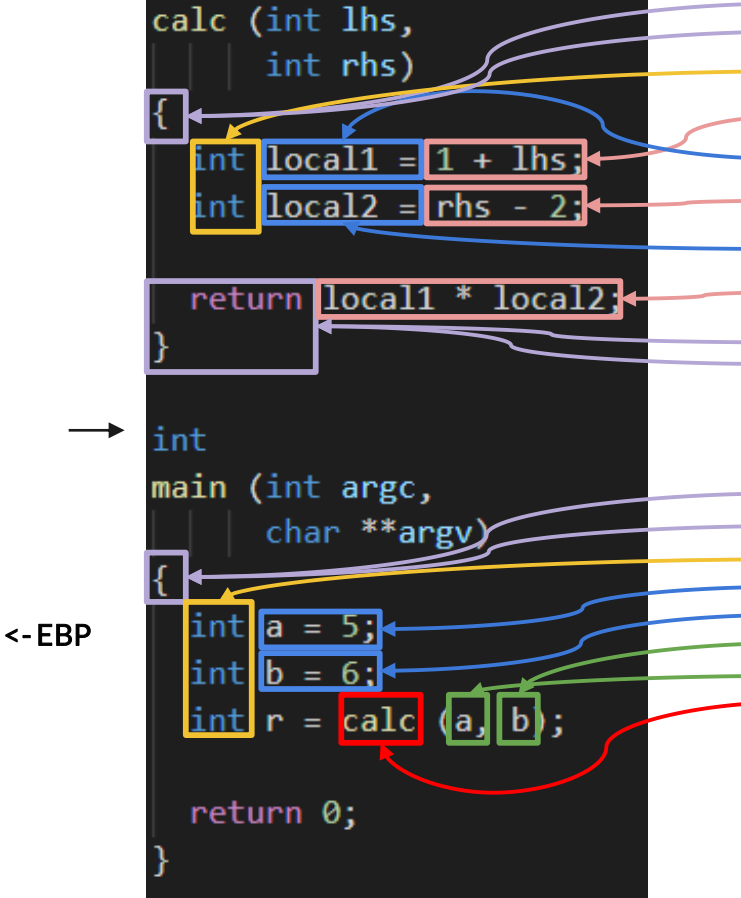 calc (int lhs,
int rhs)
{
int local1 = 1 + lhs;
int local2 = rhs - 2;
return local1 * local2;
}
int
main (int argc,
char **argv)
{
<-EBP
int a = 5;
int b = 6;
int r = calc (a, b);
return 0;
}